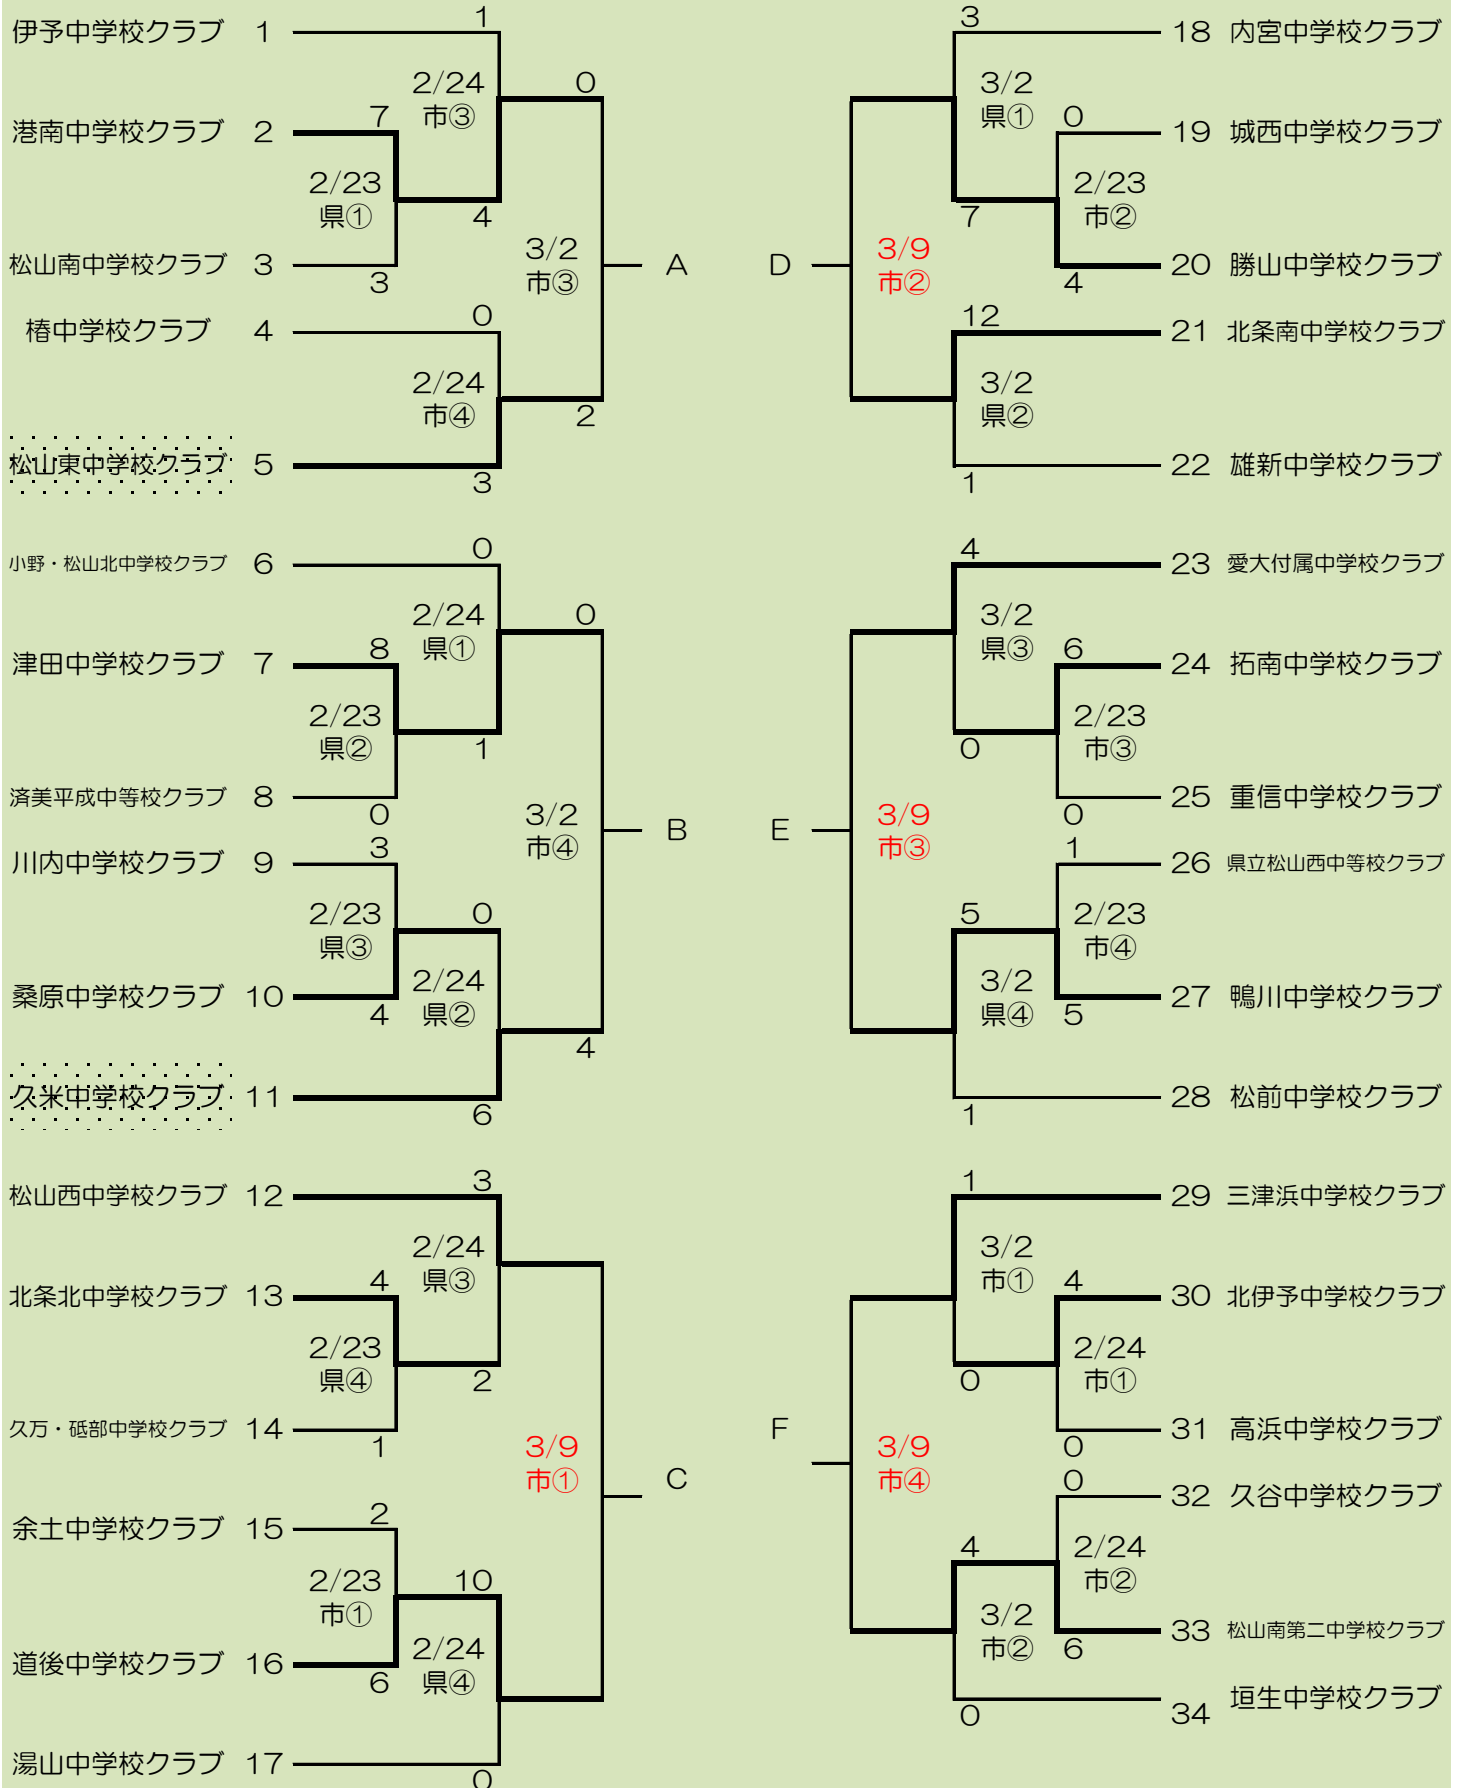 伊予中学校クラブ 1
1
2/24
市③
0
港南中学校クラブ 2
7
2/23
県①
4
松山南中学校クラブ 3
3
3/2
市③
A
椿中学校クラブ 4
0
2/24
市④
2
松山東中学校クラブ 5
3
小野・松山北中学校クラブ 6
0
2/24
県①
0
津田中学校クラブ 7
8
2/23
県②
1
済美平成中等校クラブ 8
0
3/2
市④
B
川内中学校クラブ 9
3
2/23
県③
0
桑原中学校クラブ 10
4
2/24
県②
4
久米中学校クラブ 11
6
松山西中学校クラブ 12
3
2/24
県③
北条北中学校クラブ 13
4
2/23
県④
2
久万・砥部中学校クラブ 14
1
3/9
市①
C
余土中学校クラブ 15
2
2/23
市①
10
道後中学校クラブ 16
6
2/24
県④
湯山中学校クラブ 17
0
3
18 内宮中学校クラブ
3/2
県①
0
19 城西中学校クラブ
2/23
市②
7
D
3/9
市②
4
20 勝山中学校クラブ
12
21 北条南中学校クラブ
3/2
県②
1
22 雄新中学校クラブ
4
23 愛大付属中学校クラブ
3/2
県③
6
24 拓南中学校クラブ
2/23
市③
0
E
3/9
市③
0
25 重信中学校クラブ
1
26 県立松山西中等校クラブ
5
2/23
市④
3/2
県④
5
27 鴨川中学校クラブ
1
28 松前中学校クラブ
1
29 三津浜中学校クラブ
3/2
市①
4
30 北伊予中学校クラブ
2/24
市①
0
F
3/9
市④
0
31 高浜中学校クラブ
0
32 久谷中学校クラブ
4
2/24
市②
3/2
市②
6
33 松山南第二中学校クラブ
0
34 垣生中学校クラブ